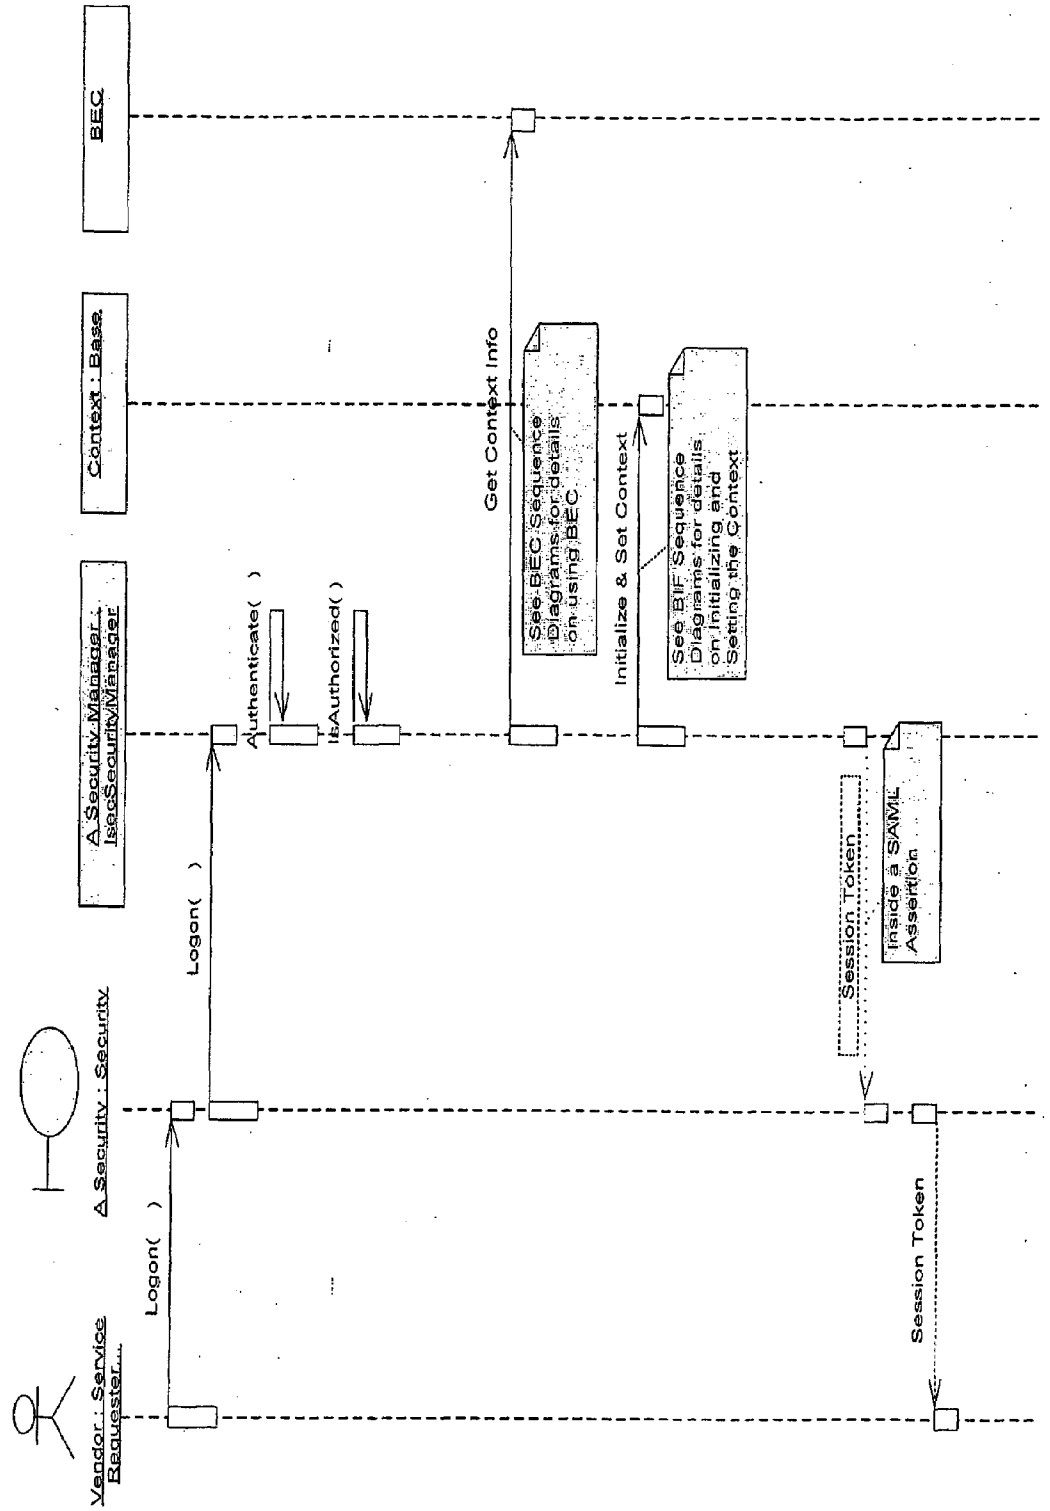 Vendor : Service
Requester...
A Security : Security
A Security Manager :
IsecSecurityManager
Context : Base
BEC
Logon( )
Logon( )
Authenticate( )
IsAuthorized( )
Get Context Info
See BEC Sequence
Diagrams for details
on using BEC
Initialize & Set Context
See BIF Sequence
Diagrams for details
on Initializing and
Setting the Context
Session Token
Inside a SAML
Assertion
Session Token